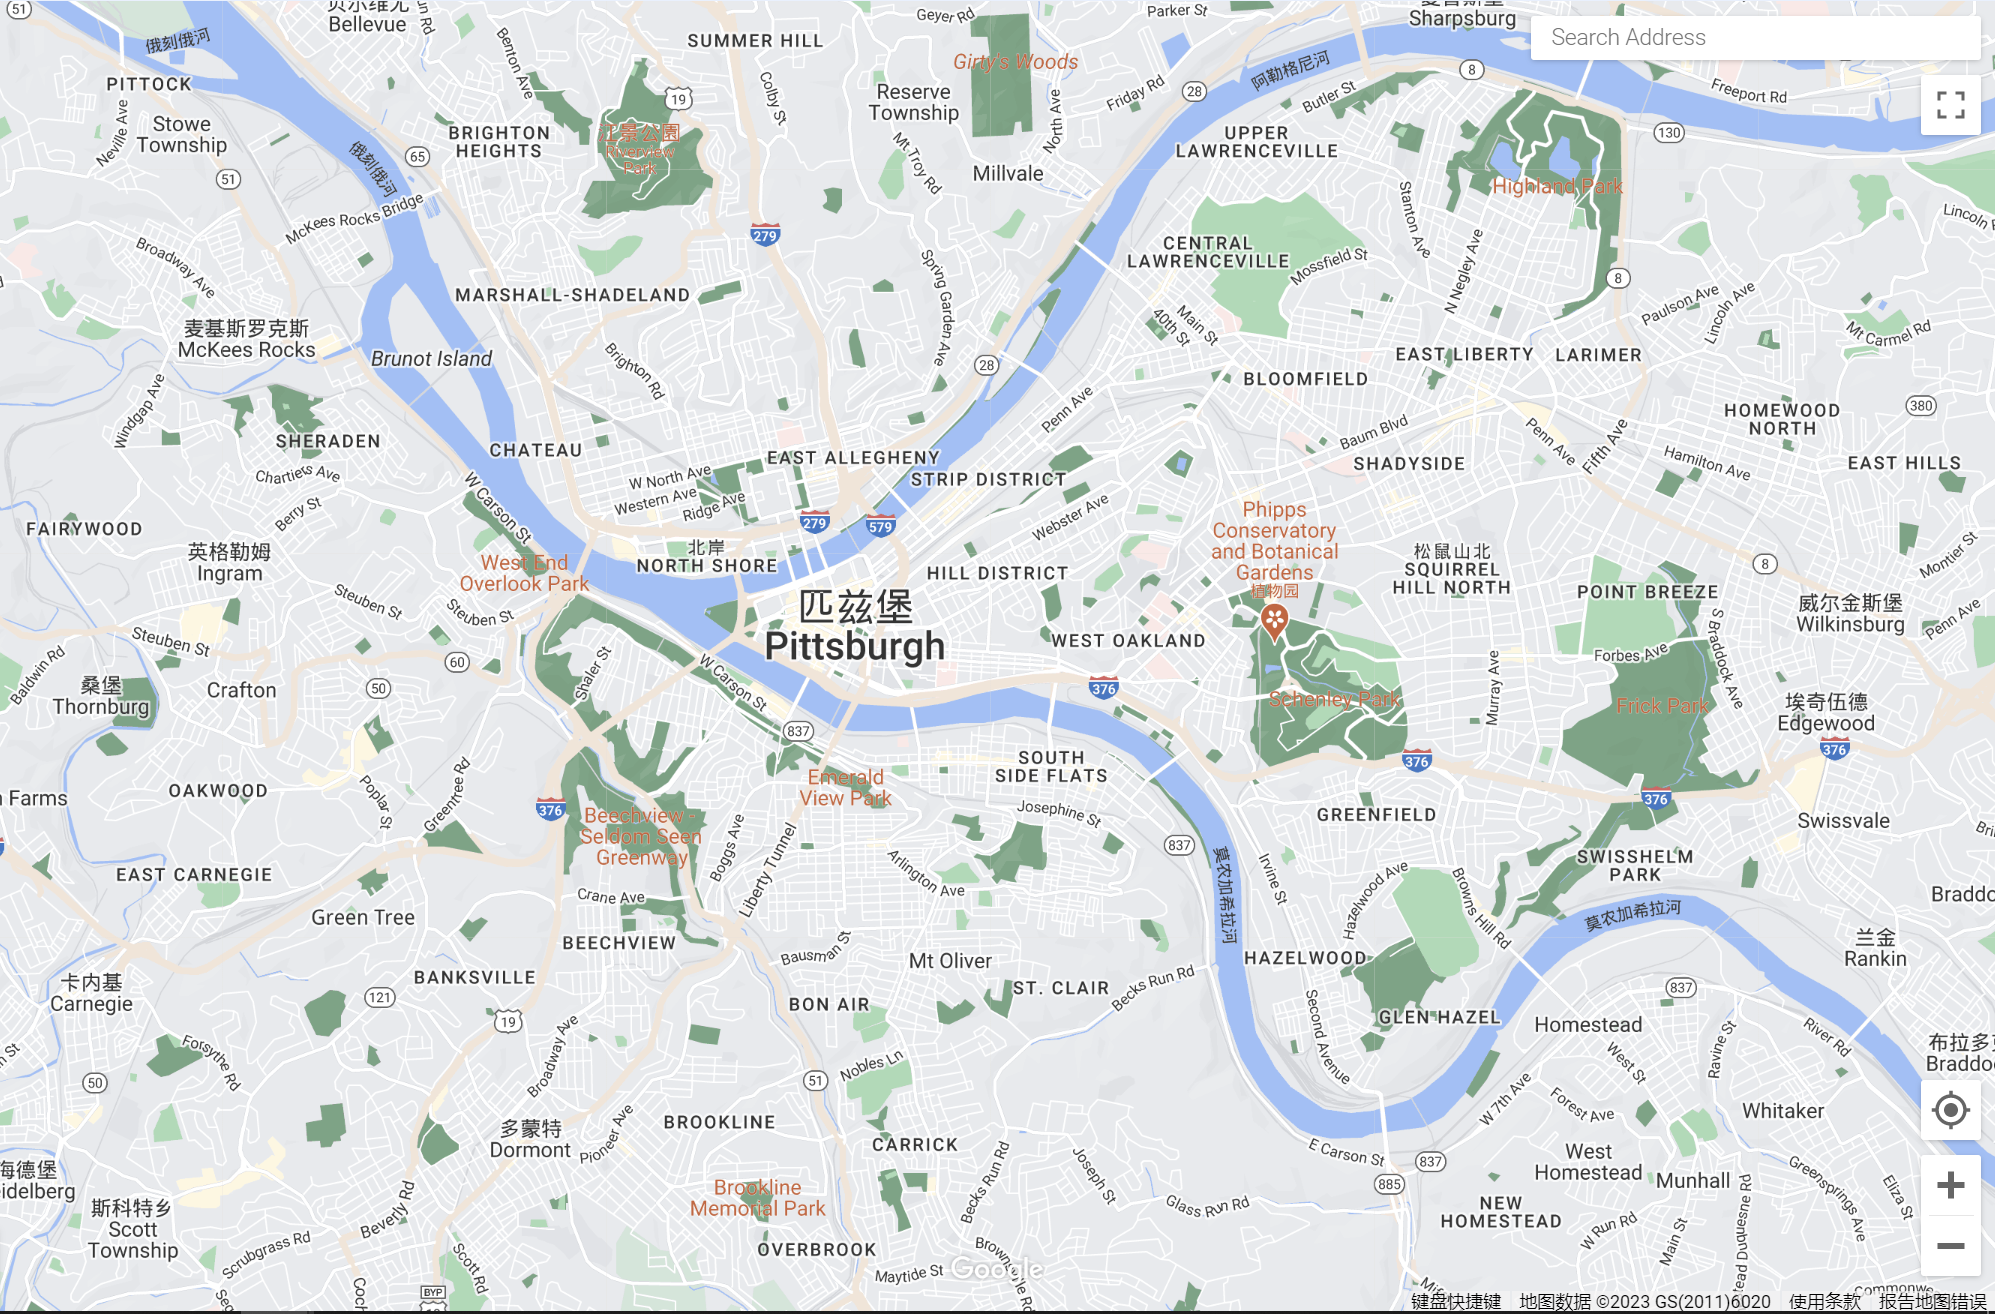 51
俄刻俄河
Bellevue
Geyer Rd
Parker St
Sharpsburg
Search Address
SUMMER HILL
Benton Ave
Colby St
Girty's Woods
阿勒格尼河
8
Freeport Rd
PITTOCK
Neville Ave
Stowe
Township
19
Reserve
Township
28
Friday Rd
North Ave
Butler St
130
江景公園
Riverview
Park
BRIGHTON
HEIGHTS
UPPER
LAWRENCEVILLE
65
俄刻俄河
51
Mt Troy Rd
Millvale
Highland Park
McKees Rocks Bridge
279
Stanton Ave
Lincoln
Broadway Ave
CENTRAL
LAWRENCEVILLE
Mossfield St
N Negley Ave
8
MARSHALL-SHADELAND
Spring Garden Ave
Paulson Ave
Lincoln Ave
麦基斯罗克斯
McKees Rocks
Brunot Island
Brighton Rd
28
Main St
40th St
EAST LIBERTY
LARIMER
Mt Carmel Rd
BLOOMFIELD
Windgap Ave
Penn Ave
HOMEWOOD
NORTH
380
SHERADEN
CHATEAU
EAST ALLEGHENY
Baum Blvd
Penn Ave
Fifth Ave
Chartiers Ave
W North Ave
Western Ave
Ridge Ave
STRIP DISTRICT
SHADYSIDE
Hamilton Ave
EAST HILLS
W Carson St
Berry St
279
579
Webster Ave
Phipps
Conservatory
and Botanical
Gardens
植物园
FAIRYWOOD
英格勒姆
Ingram
West End
Overlook Park
北岸
NORTH SHORE
HILL DISTRICT
松鼠山北
SQUIRREL
HILL NORTH
8
Montier St
POINT BREEZE
Steuben St
Steuben St
匹兹堡
Pittsburgh
WEST OAKLAND
威尔金斯堡
Wilkinsburg
Penn Ave
Steuben St
60
Shaler St
W Carson St
Forbes Ave
S Braddock Ave
Baldwin Rd
桑堡
Thornburg
Crafton
50
376
Schenley Park
Murray Ave
Frick Park
埃奇伍德
Edgewood
837
376
376
Farms
OAKWOOD
Poplar St
Greentree Rd
376
SOUTH
SIDE FLATS
Emerald
View Park
376
Beechview -
Seldom Seen
Greenway
Boggs Ave
Liberty Tunnel
Josephine St
GREENFIELD
Swissvale
837
Arlington Ave
莫农加希拉河
Irvine St
Hazelwood Ave
Browns Hill Rd
SWISSHELM
PARK
EAST CARNEGIE
Green Tree
Crane Ave
莫农加希拉河
BEECHVIEW
Bausman St
Mt Oliver
HAZELWOOD
兰金
Rankin
卡内基
Carnegie
BANKSVILLE
121
19
BON AIR
ST. CLAIR
Becks Run Rd
Second Avenue
GLEN HAZEL
837
Homestead
River Rd
Forsythe Rd
Broadway Ave
West St
Ravine St
50
Nobles Ln
51
W 7th Ave
Forest Ave
Whitaker
BROOKLINE
多蒙特
Dormont
Pioneer Ave
CARRICK
E Carson St
837
West
Homestead
Munhall
885
Greensprings Ave
Eliza St
Becks Run Rd
Joseph St
Glass Run Rd
Brookline
Memorial Park
斯科特乡
Scott
Township
Beverly Rd
NEW
HOMESTEAD
W Run Rd
Main St
Scrubgrass Rd
Scott Rd
OVERBROOK
Maytide St
Google
BYP
键盘快捷键
地图数据 ©2023 GS(2011)6020
使用条款
报告地图错误